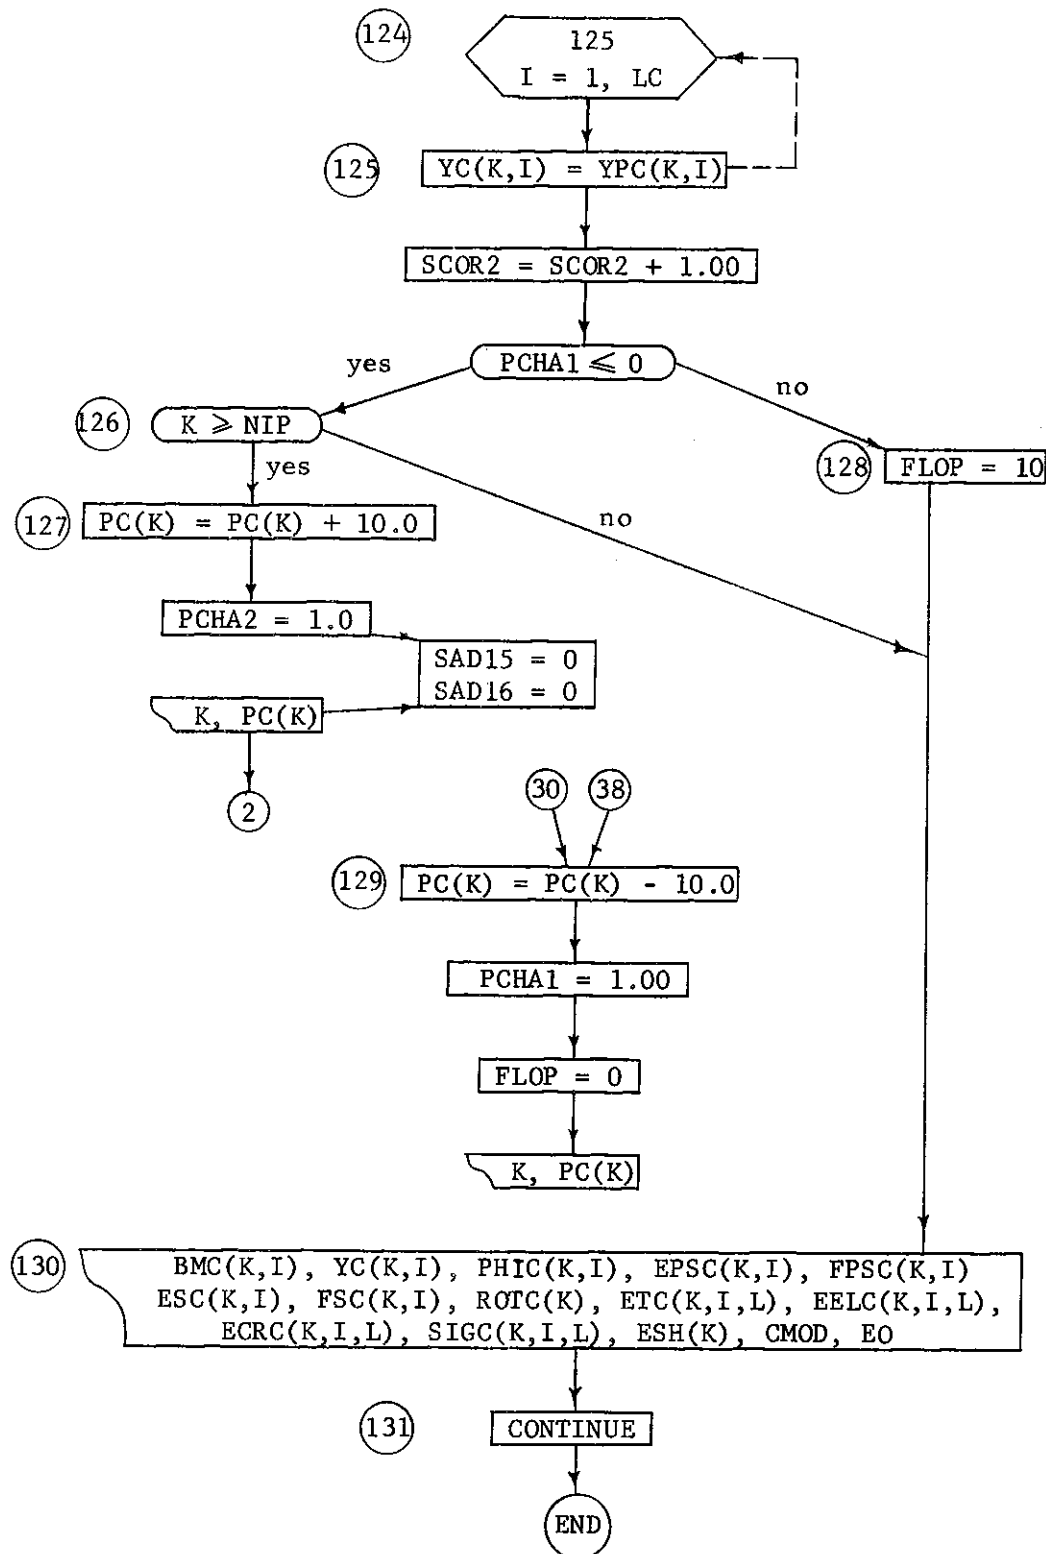 124
125
I = 1, LC
125
YC(K,I) = YPC(K,I)
SCOR2 = SCOR2 + 1.00
yes
PCHA1 ⩽ 0
no
126
K ⩾ NIP
yes
128
FLOP = 10
127
PC(K) = PC(K) + 10.0
no
PCHA2 = 1.0
SAD15 = 0
SAD16 = 0
K, PC(K)
2
30
38
129
PC(K) = PC(K) - 10.0
PCHA1 = 1.00
FLOP = 0
K, PC(K)
130
BMC(K,I), YC(K,I), PHIC(K,I), EPSC(K,I), FPSC(K,I)
ESC(K,I), FSC(K,I), ROTC(K), ETC(K,I,L), EELC(K,I,L),
ECRC(K,I,L), SIGC(K,I,L), ESH(K), CMOD, EO
131
CONTINUE
END